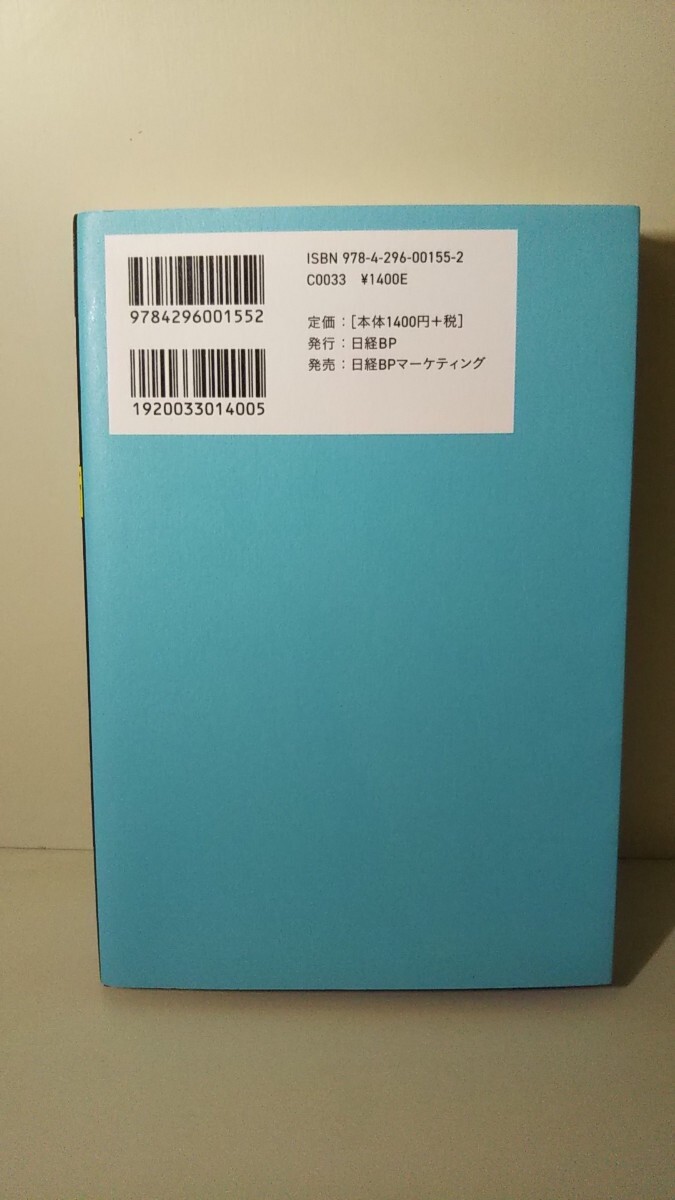 9784296001552
1920033014005
ISBN 978-4-296-00155-2
C0033 ¥1400E
定価：[本体1400円+税]
発行：日経BP
発売：日経BPマーケティング